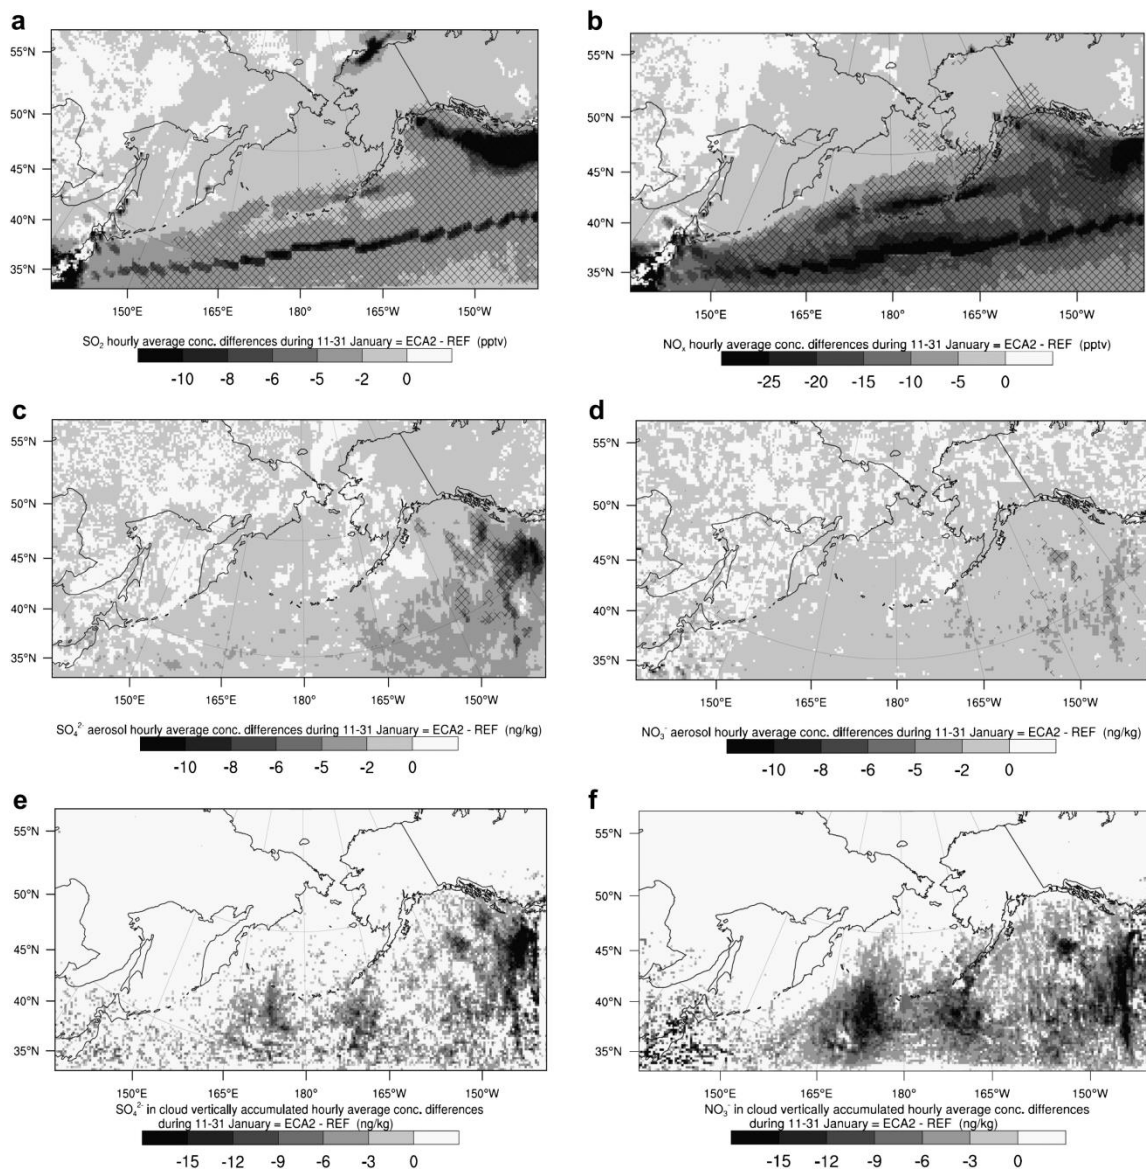 a
55°N
50°N
45°N
40°N
35°N
150°E 165°E 180° 165°W 150°W
SO₂ hourly average conc. differences during 11-31 January = ECA2 - REF (pptv)
-10 -8 -6 -5 -2 0
b
55°N
50°N
45°N
40°N
35°N
150°E 165°E 180° 165°W 150°W
NOₓ hourly average conc. differences during 11-31 January = ECA2 - REF (pptv)
-25 -20 -15 -10 -5 0
c
55°N
50°N
45°N
40°N
35°N
150°E 165°E 180° 165°W 150°W
SO₄²⁻ aerosol hourly average conc. differences during 11-31 January = ECA2 - REF (ng/kg)
-10 -8 -6 -5 -2 0
d
55°N
50°N
45°N
40°N
35°N
150°E 165°E 180° 165°W 150°W
NO₃⁻ aerosol hourly average conc. differences during 11-31 January = ECA2 - REF (ng/kg)
-10 -8 -6 -5 -2 0
e
55°N
50°N
45°N
40°N
35°N
150°E 165°E 180° 165°W 150°W
SO₄²⁻ in cloud vertically accumulated hourly average conc. differences
during 11-31 January = ECA2 - REF (ng/kg)
-15 -12 -9 -6 -3 0
f
55°N
50°N
45°N
40°N
35°N
150°E 165°E 180° 165°W 150°W
NO₃⁻ in cloud vertically accumulated hourly average conc. differences
during 11-31 January = ECA2 - REF (ng/kg)
-15 -12 -9 -6 -3 0